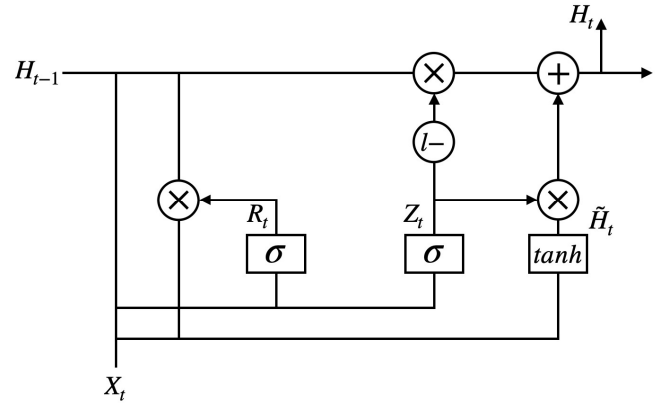 H_t
H_{t-1}
l-
R_t
Z_t
H̃_t
σ
σ
tanh
X_t